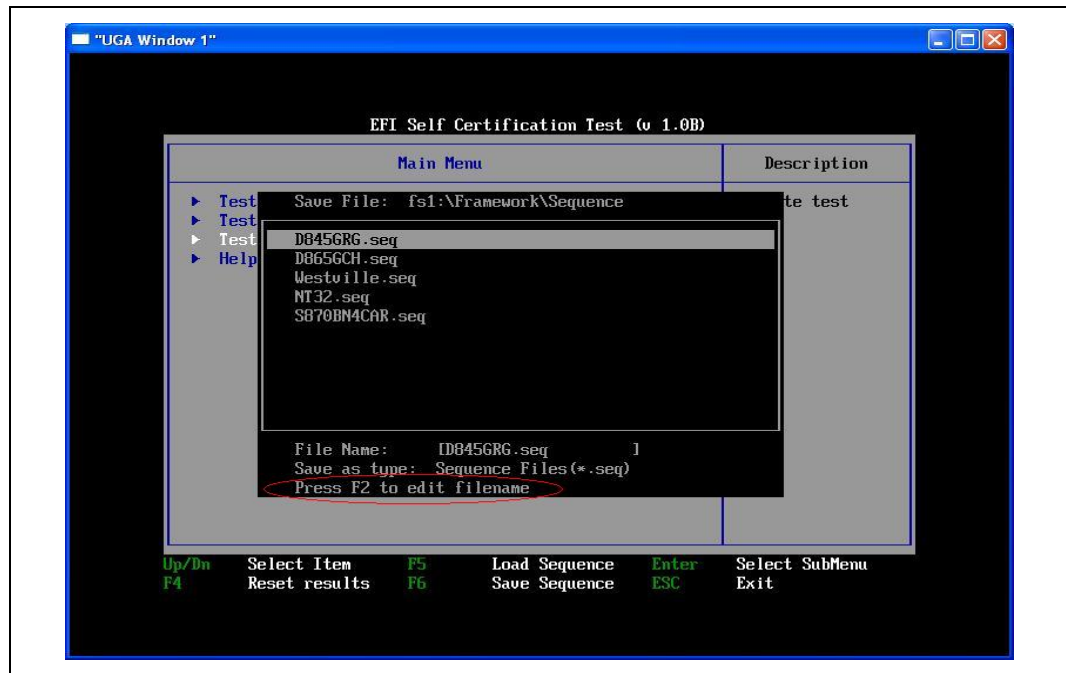 "UGA Window 1"
EFI Self Certification Test (v 1.0B)
Main Menu
Description
Test
Test
Test
Help
te test
Save File: fs1:\Framework\Sequence
D845GRG.seq
D865GCH.seq
Westville.seq
NT32.seq
S870BN4CAR.seq
File Name: [D845GRG.seq ]
Save as type: Sequence Files(*.seq)
Press F2 to edit filename
Up/Dn Select Item F5 Load Sequence Enter Select SubMenu
F4 Reset results F6 Save Sequence ESC Exit